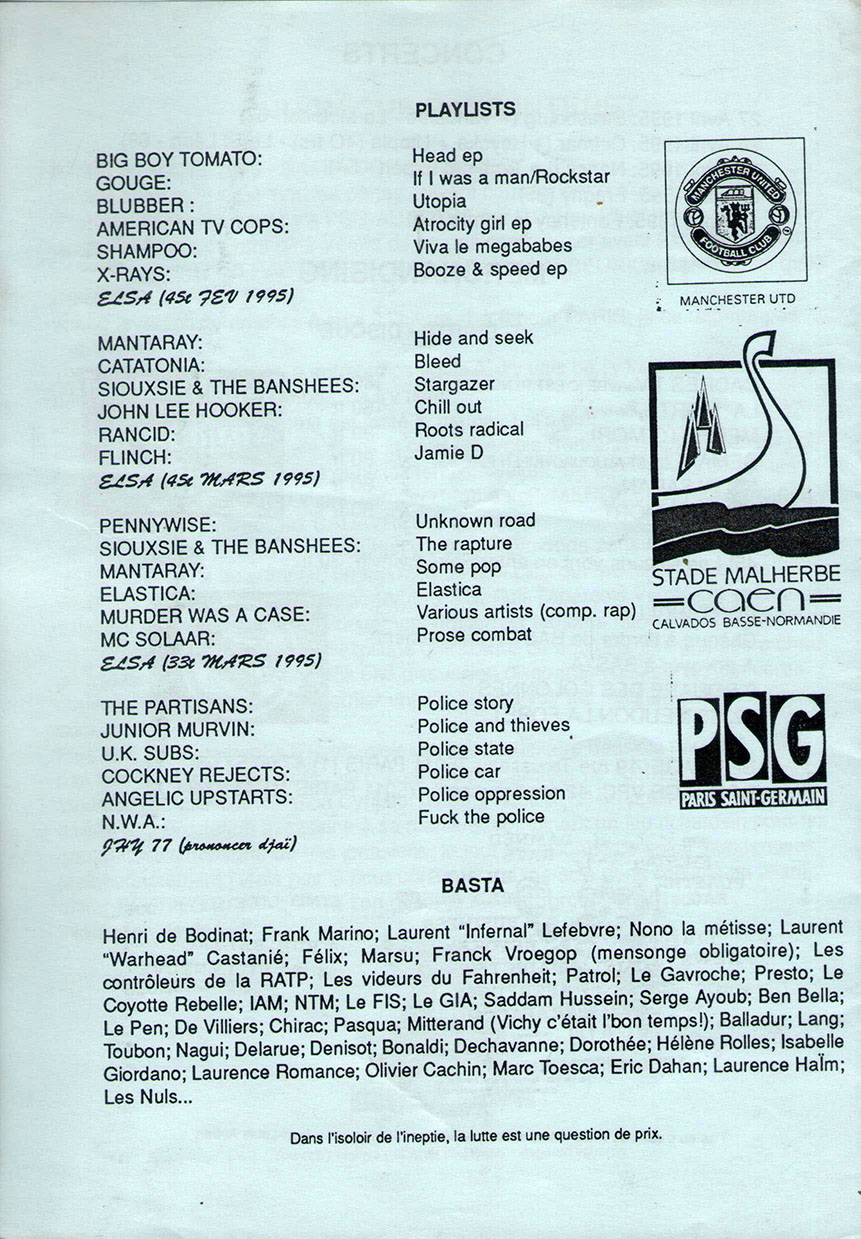 PLAYLISTS
BIG BOY TOMATO: Head ep
GOUGE: If I was a man/Rockstar
BLUBBER : Utopia
AMERICAN TV COPS: Atrocity girl ep
SHAMPOO: Viva le megababes
X-RAYS: Booze & speed ep
ELSA (45t FEV 1995)
MANCHESTER UNITED
FOOTBALL CLUB
MANCHESTER UTD
MANTARAY: Hide and seek
CATATONIA: Bleed
SIOUXSIE & THE BANSHEES: Stargazer
JOHN LEE HOOKER: Chill out
RANCID: Roots radical
FLINCH: Jamie D
ELSA (45t MARS 1995)
PENNYWISE: Unknown road
SIOUXSIE & THE BANSHEES: The rapture
MANTARAY: Some pop
ELASTICA: Elastica
MURDER WAS A CASE: Various artists (comp. rap)
MC SOLAAR: Prose combat
ELSA (33t MARS 1995)
STADE MALHERBE
caen
CALVADOS BASSE-NORMANDIE
THE PARTISANS: Police story
JUNIOR MURVIN: Police and thieves
U.K. SUBS: Police state
COCKNEY REJECTS: Police car
ANGELIC UPSTARTS: Police oppression
N.W.A.: Fuck the police
JHY 77 (prononcer djaï)
PSG
PARIS SAINT-GERMAIN
BASTA
Henri de Bodinat; Frank Marino; Laurent “Infernal” Lefebvre; Nono la métisse; Laurent
“Warhead” Castanié; Félix; Marsu; Franck Vroegop (mensonge obligatoire); Les
contrôleurs de la RATP; Les videurs du Fahrenheit; Patrol; Le Gavroche; Presto; Le
Coyotte Rebelle; IAM; NTM; Le FIS; Le GIA; Saddam Hussein; Serge Ayoub; Ben Bella;
Le Pen; De Villiers; Chirac; Pasqua; Mitterand (Vichy c'était l'bon temps!); Balladur; Lang;
Toubon; Nagui; Delarue; Denisot; Bonaldi; Dechavanne; Dorothée; Hélène Rolles; Isabelle
Giordano; Laurence Romance; Olivier Cachin; Marc Toesca; Eric Dahan; Laurence Haïm;
Les Nuls...
Dans l'isoloir de l'ineptie, la lutte est une question de prix.